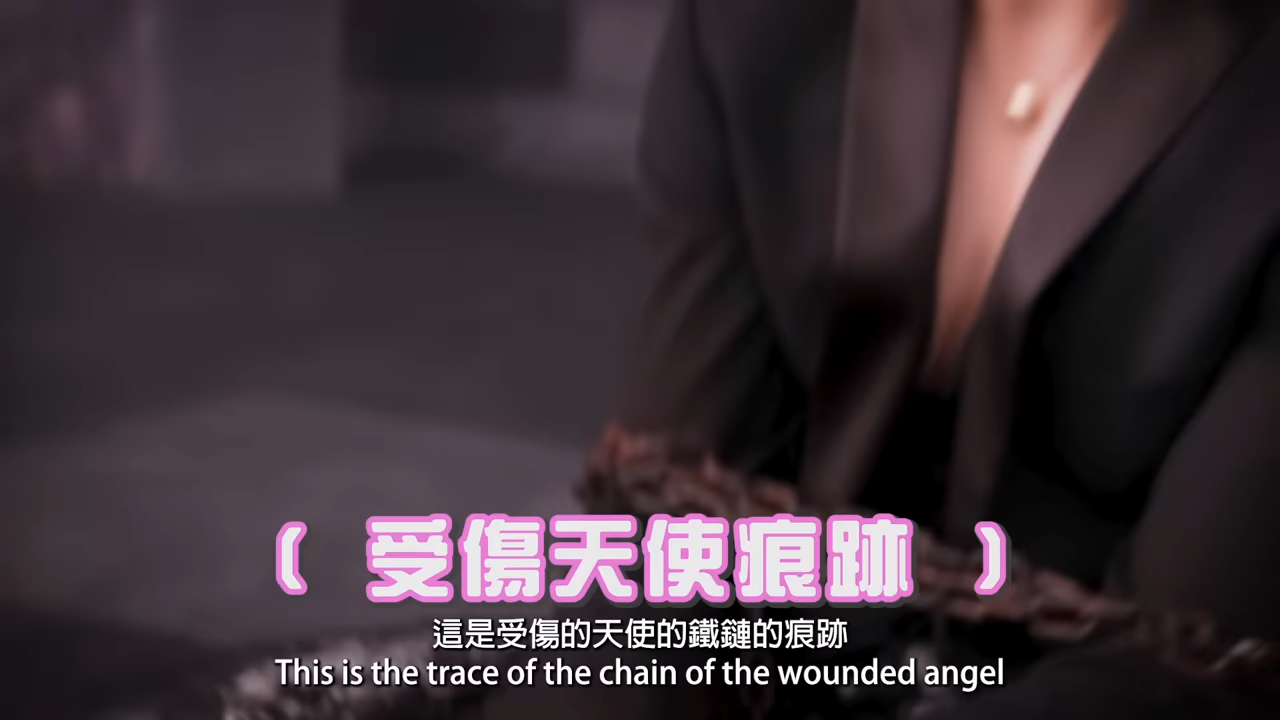 ( 受傷天使痕跡 )
這是受傷的天使的鐵鏈的痕跡
This is the trace of the chain of the wounded angel